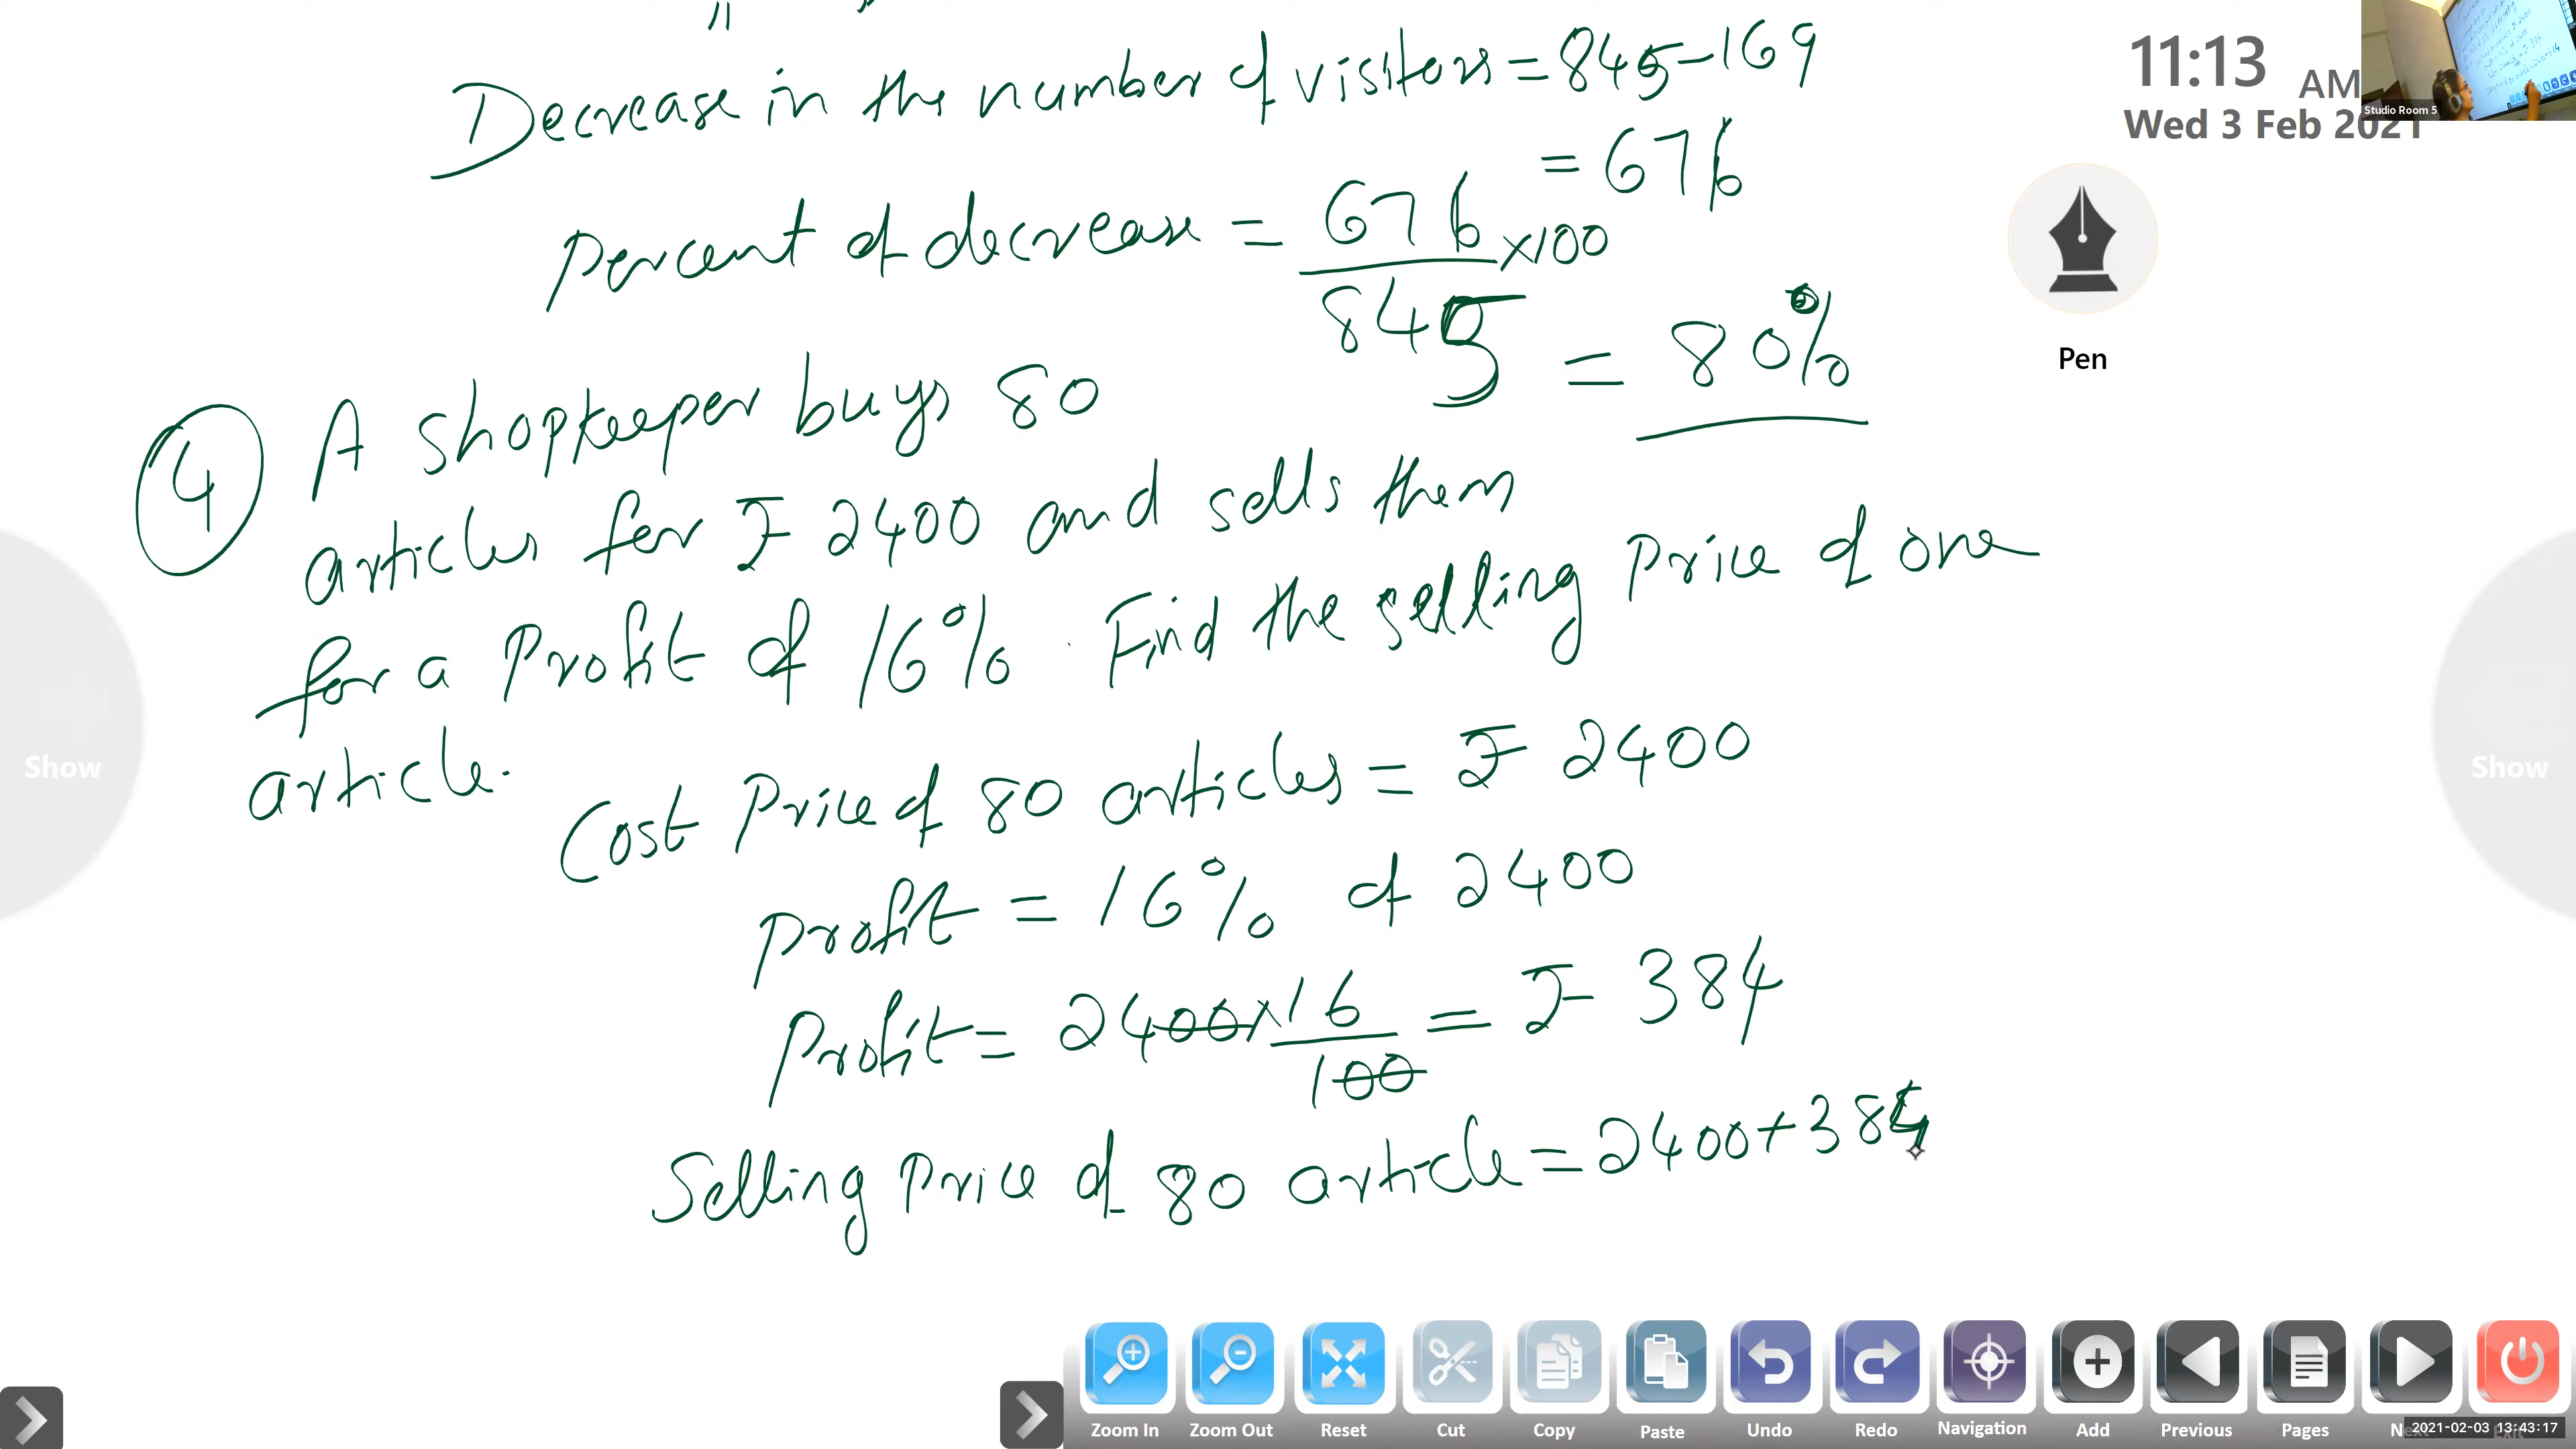 Decrease in the number of visitors = 845-169
= 676
Percent of decrease = 676/845 ×100
= 80%
4 A shopkeeper buys 80
articles for ₹ 2400 and sells them
for a Profit of 16%. Find the selling Price of one
article.
Cost Price of 80 articles = ₹ 2400
Profit = 16% of 2400
Profit = 2400×16/100 = ₹ 384
Selling Price of 80 article = 2400+384
11:13 AM
Wed 3 Feb 2021
Studio Room 5
Pen
Show
Show
Zoom In Zoom Out Reset Cut Copy Paste Undo Redo Navigation Add Previous Pages
2021-02-03 13:43:17